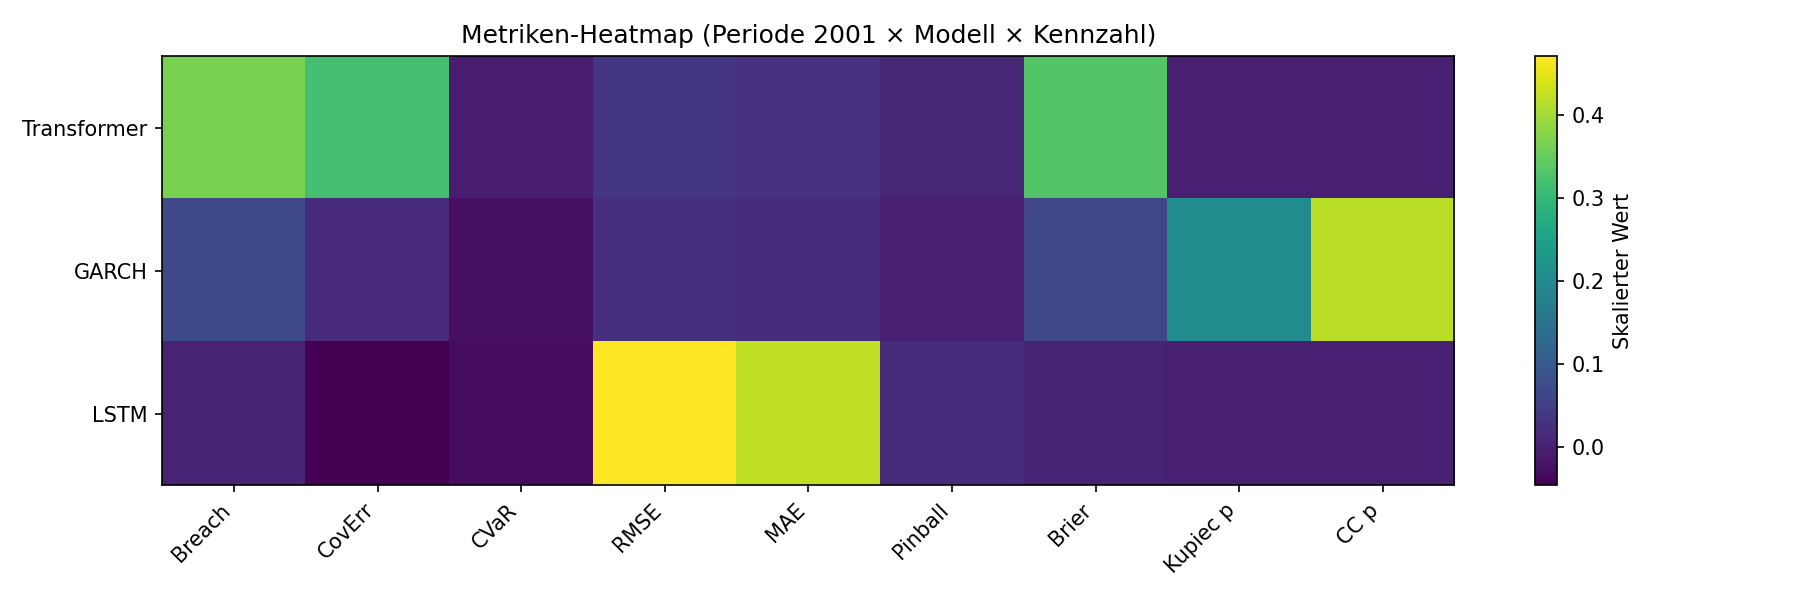 Metriken-Heatmap (Periode 2001 × Modell × Kennzahl)
Transformer
GARCH
LSTM
Breach
CovErr
CVaR
RMSE
MAE
Pinball
Brier
Kupiec p
CC p
0.4
0.3
0.2
0.1
0.0
Skalierter Wert